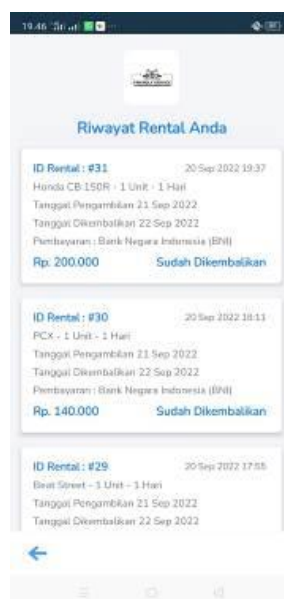 19.46
Riwayat Rental Anda
ID Rental : #31 20 Sep 2022 19:37
Honda CB 150R - 1 Unit - 1 Hari
Tanggal Pengambilan 21 Sep 2022
Tanggal Dikembalikan 22 Sep 2022
Pembayaran : Bank Negara Indonesia (BNI)
Rp. 200.000 Sudah Dikembalikan
ID Rental : #30 20 Sep 2022 18:11
PCX - 1 Unit - 1 Hari
Tanggal Pengambilan 21 Sep 2022
Tanggal Dikembalikan 22 Sep 2022
Pembayaran : Bank Negara Indonesia (BNI)
Rp. 140.000 Sudah Dikembalikan
ID Rental : #29 20 Sep 2022 17:55
Beat Street - 1 Unit - 1 Hari
Tanggal Pengambilan 21 Sep 2022
Tanggal Dikembalikan 22 Sep 2022